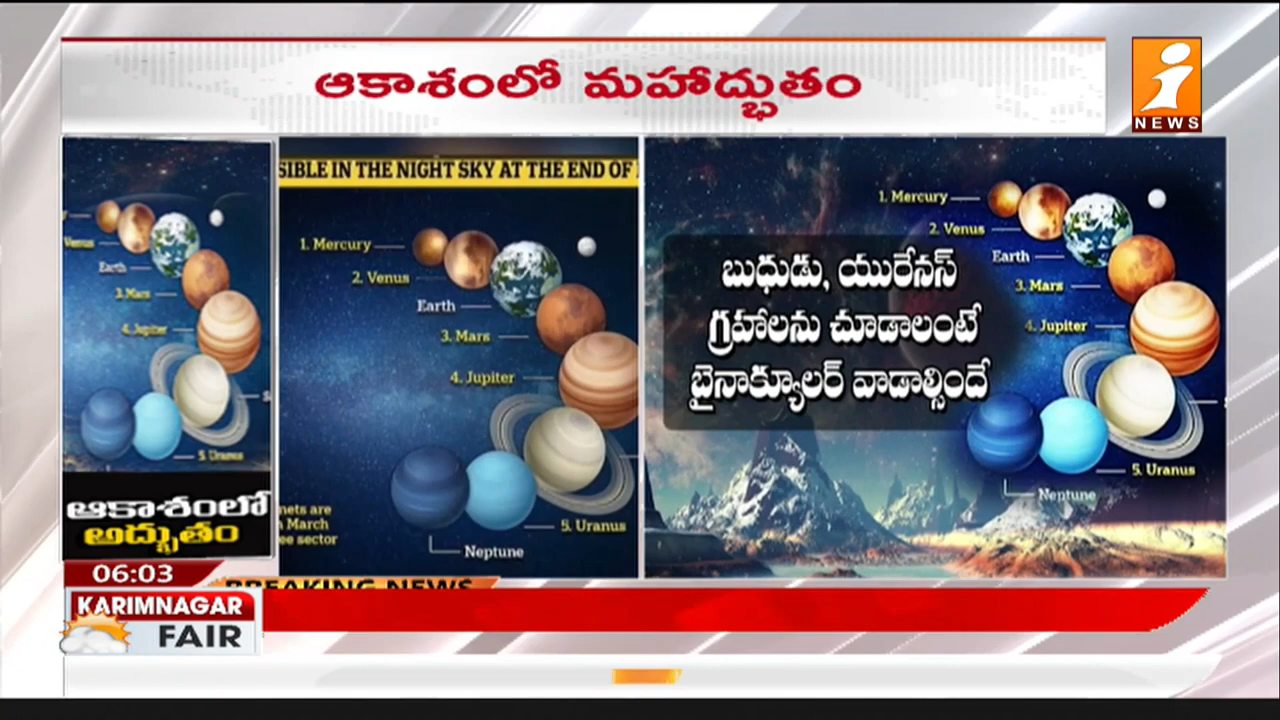 ఆకాశంలో మహాద్భుతం
i
NEWS
Venus
Earth
3. Mars
4. Jupiter
5. Uranus
ఆకాశంలో
అద్భుతం
SIBLE IN THE NIGHT SKY AT THE END OF
1. Mercury
2. Venus
Earth
3. Mars
4. Jupiter
5. Uranus
Neptune
nets are
March
ee sector
1. Mercury
2. Venus
Earth
3. Mars
4. Jupiter
5. Uranus
Neptune
బుధుడు, యురేనస్
గ్రహాలను చూడాలంటే
బైనాక్యూలర్ వాడాల్సిందే
06:03
BREAKING NEWS
KARIMNAGAR
FAIR